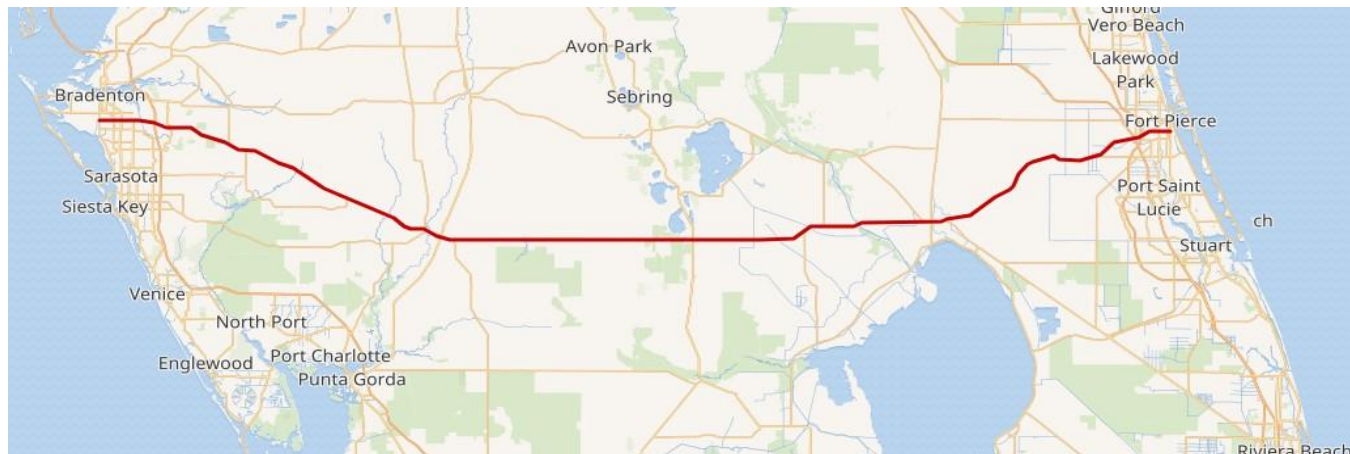 Gifford
Vero Beach
Avon Park
Lakewood
Park
Sebring
Bradenton
Fort Pierce
Sarasota
Port Saint
Lucie
Siesta Key
ch
Stuart
Venice
North Port
Port Charlotte
Englewood
Punta Gorda
Riviera Beach